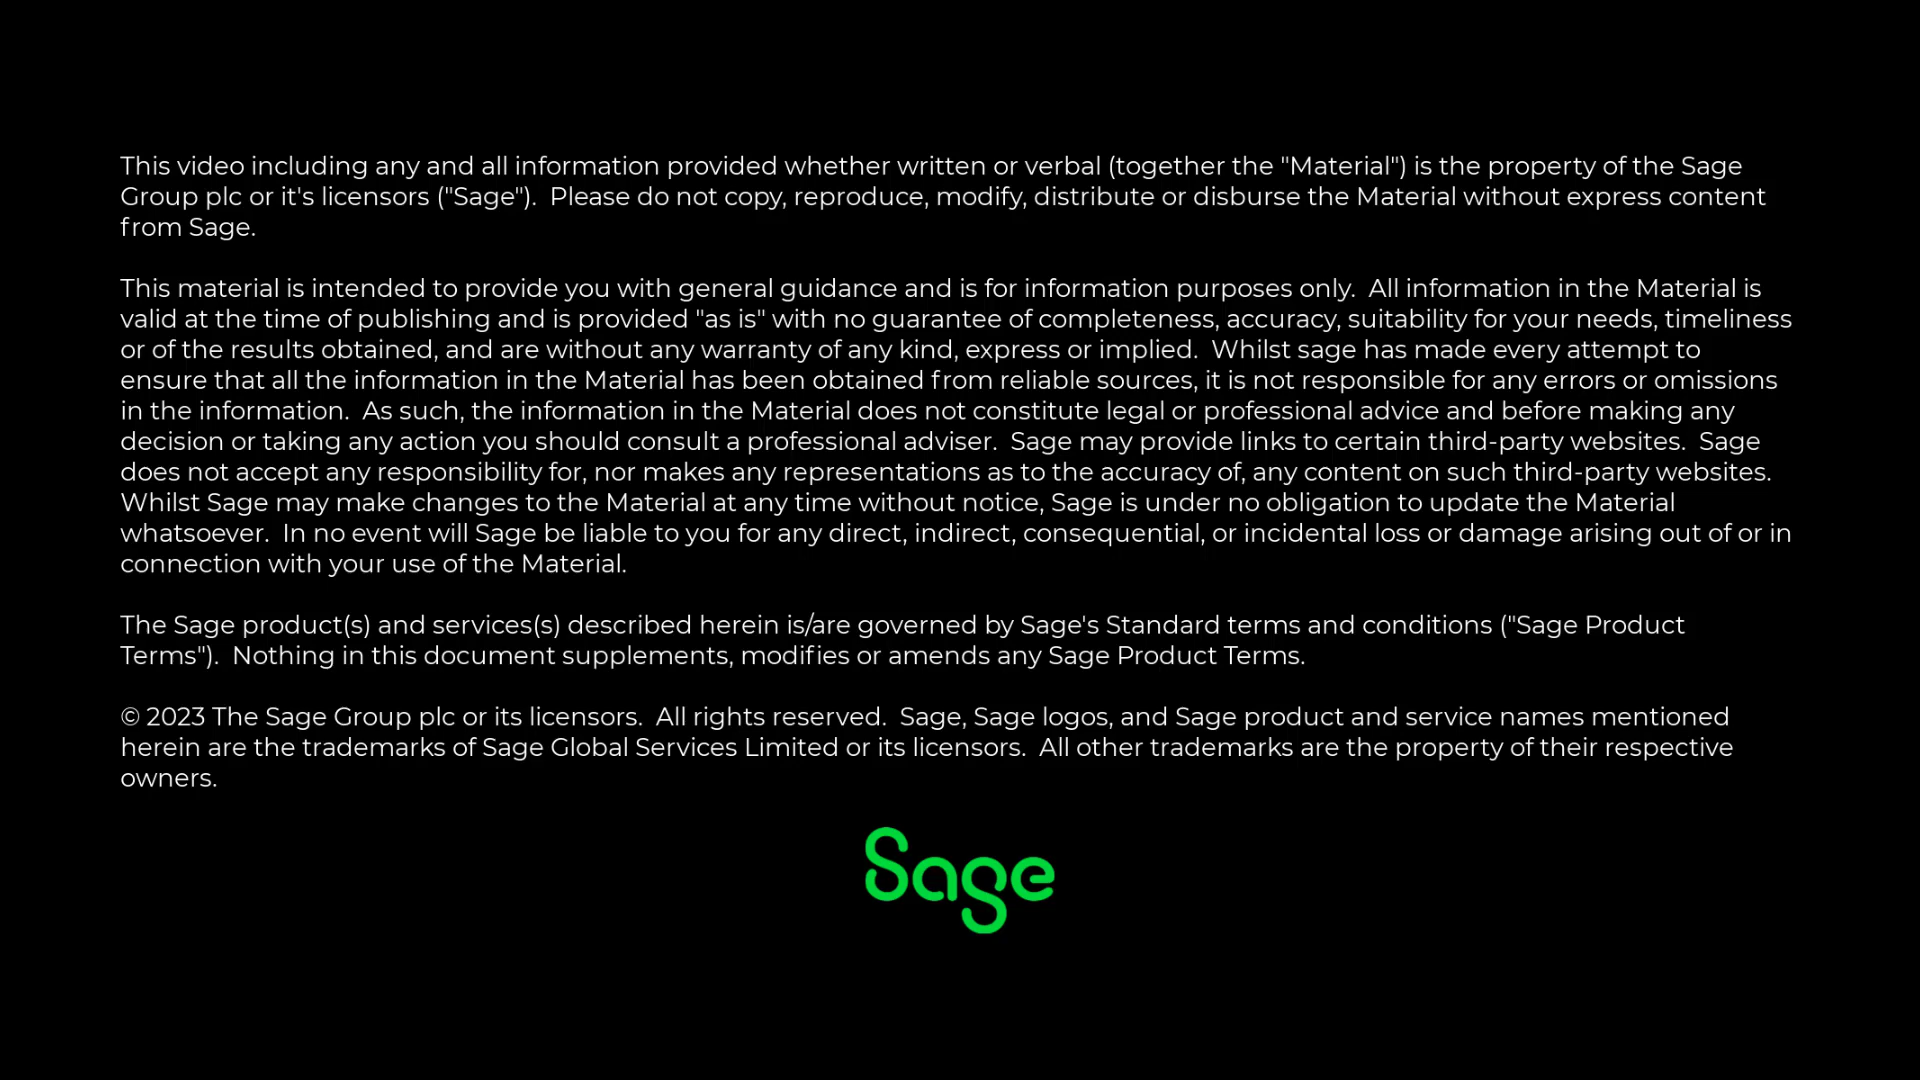 This video including any and all information provided whether written or verbal (together the "Material") is the property of the Sage
Group plc or it's licensors ("Sage").  Please do not copy, reproduce, modify, distribute or disburse the Material without express content
from Sage.
This material is intended to provide you with general guidance and is for information purposes only.  All information in the Material is
valid at the time of publishing and is provided "as is" with no guarantee of completeness, accuracy, suitability for your needs, timeliness
or of the results obtained, and are without any warranty of any kind, express or implied.  Whilst sage has made every attempt to
ensure that all the information in the Material has been obtained from reliable sources, it is not responsible for any errors or omissions
in the information.  As such, the information in the Material does not constitute legal or professional advice and before making any
decision or taking any action you should consult a professional adviser.  Sage may provide links to certain third-party websites.  Sage
does not accept any responsibility for, nor makes any representations as to the accuracy of, any content on such third-party websites.
Whilst Sage may make changes to the Material at any time without notice, Sage is under no obligation to update the Material
whatsoever.  In no event will Sage be liable to you for any direct, indirect, consequential, or incidental loss or damage arising out of or in
connection with your use of the Material.
The Sage product(s) and services(s) described herein is/are governed by Sage's Standard terms and conditions ("Sage Product
Terms").  Nothing in this document supplements, modifies or amends any Sage Product Terms.
© 2023 The Sage Group plc or its licensors.  All rights reserved.  Sage, Sage logos, and Sage product and service names mentioned
herein are the trademarks of Sage Global Services Limited or its licensors.  All other trademarks are the property of their respective
owners.
Sage